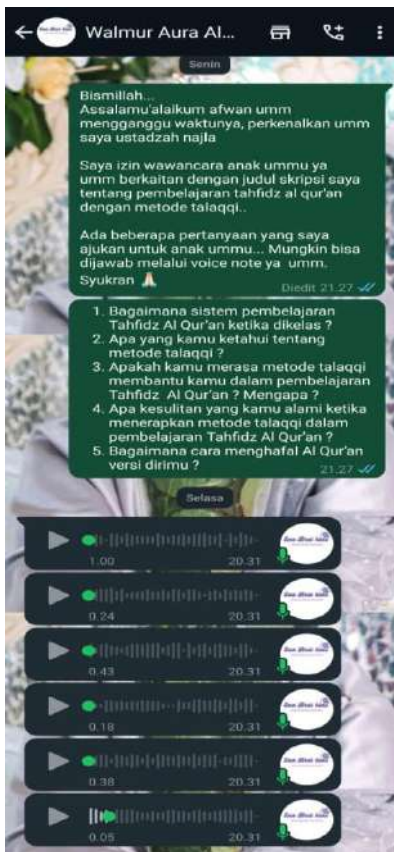 Walmur Aura Al...
Senin
Bismillah...
Assalamu'alaikum afwan umm
mengganggu waktunya, perkenalkan umm
saya ustadzah najla
Saya izin wawancara anak ummu ya
umm berkaitan dengan judul skripsi saya
tentang pembelajaran tahfidz al qur'an
dengan metode talaqqi..
Ada beberapa pertanyaan yang saya
ajukan untuk anak ummu... Mungkin bisa
dijawab melalui voice note ya umm.
Syukran 🙏🏻
Diedit 21.27
1. Bagaimana sistem pembelajaran
Tahfidz Al Qur'an ketika dikelas ?
2. Apa yang kamu ketahui tentang
metode talaqqi ?
3. Apakah kamu merasa metode talaqqi
membantu kamu dalam pembelajaran
Tahfidz Al Qur'an ? Mengapa ?
4. Apa kesulitan yang kamu alami ketika
menerapkan metode talaqqi dalam
pembelajaran Tahfidz Al Qur'an ?
5. Bagaimana cara menghafal Al Qur'an
versi dirimu ?
21.27
Selasa
1.00 20.31
0.24 20.31
0.43 20.31
0.18 20.31
0.38 20.31
0.05 20.31